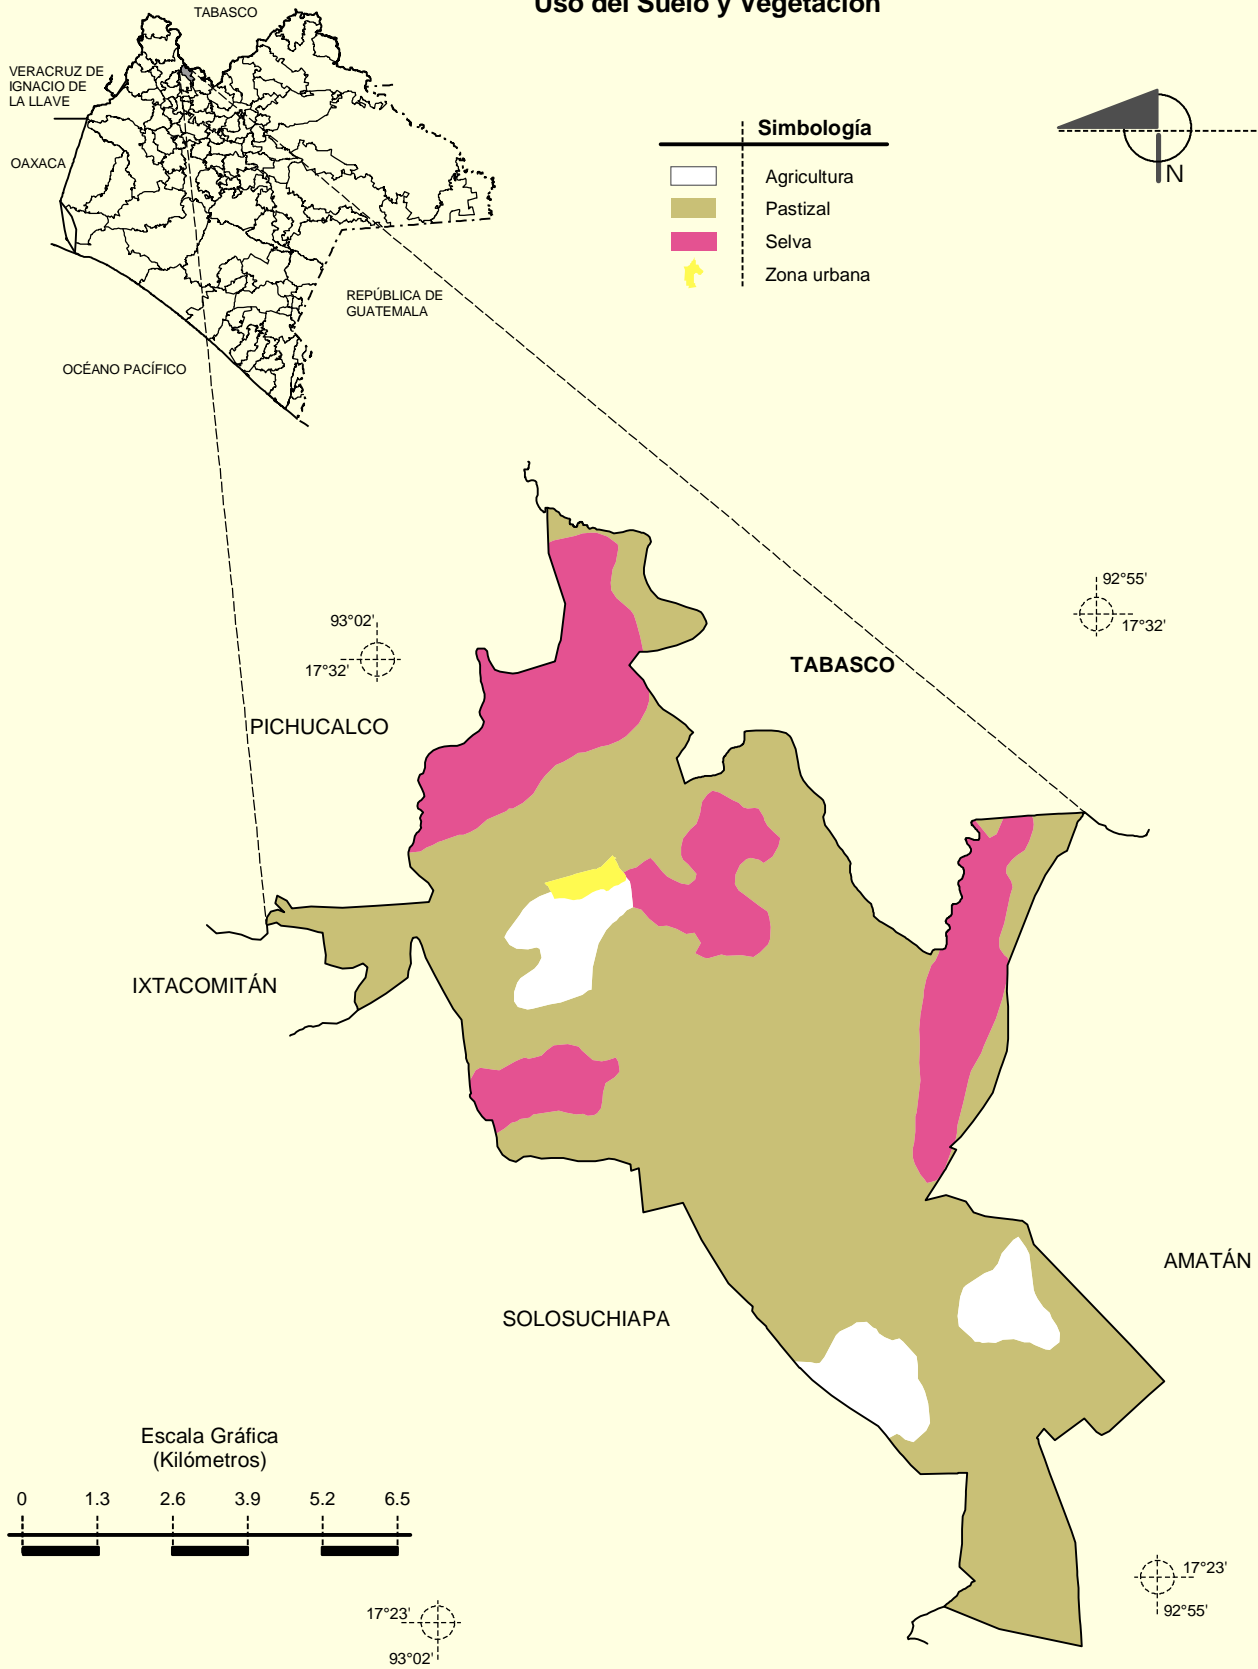 Uso del Suelo y Vegetación
TABASCO
VERACRUZ DE
IGNACIO DE
LA LLAVE
OAXACA
REPÚBLICA DE
GUATEMALA
OCÉANO PACÍFICO
Simbología
Agricultura
Pastizal
Selva
Zona urbana
N
92°55'
17°32'
93°02'
17°32'
TABASCO
PICHUCALCO
IXTACOMITÁN
AMATÁN
SOLOSUCHIAPA
Escala Gráfica
(Kilómetros)
0 1.3 2.6 3.9 5.2 6.5
17°23'
92°55'
17°23'
93°02'